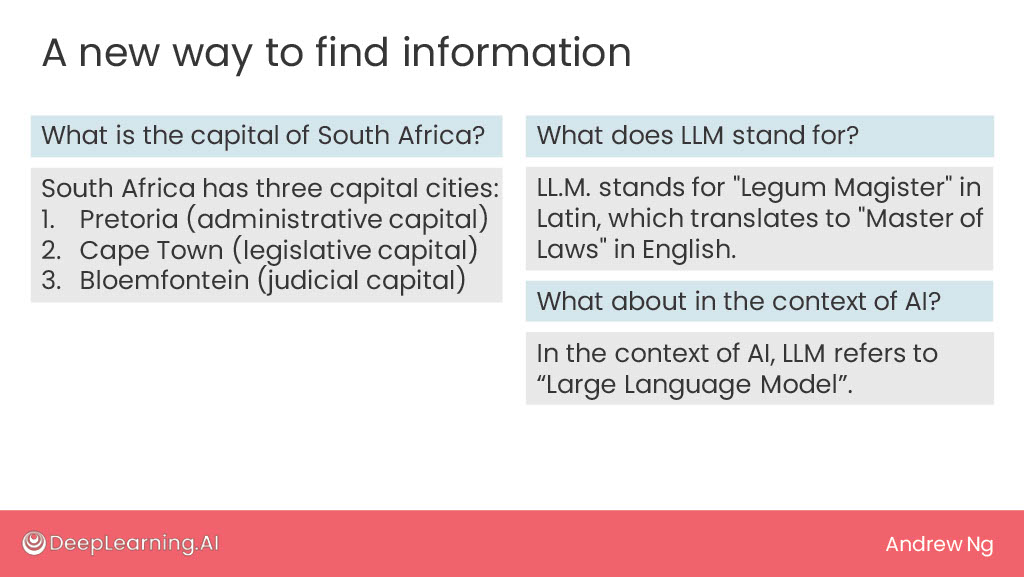 A new way to find information
What is the capital of South Africa?
South Africa has three capital cities:
1. Pretoria (administrative capital)
2. Cape Town (legislative capital)
3. Bloemfontein (judicial capital)
What does LLM stand for?
LL.M. stands for "Legum Magister" in
Latin, which translates to "Master of
Laws" in English.
What about in the context of AI?
In the context of AI, LLM refers to
“Large Language Model”.
DeepLearning.AI
Andrew Ng